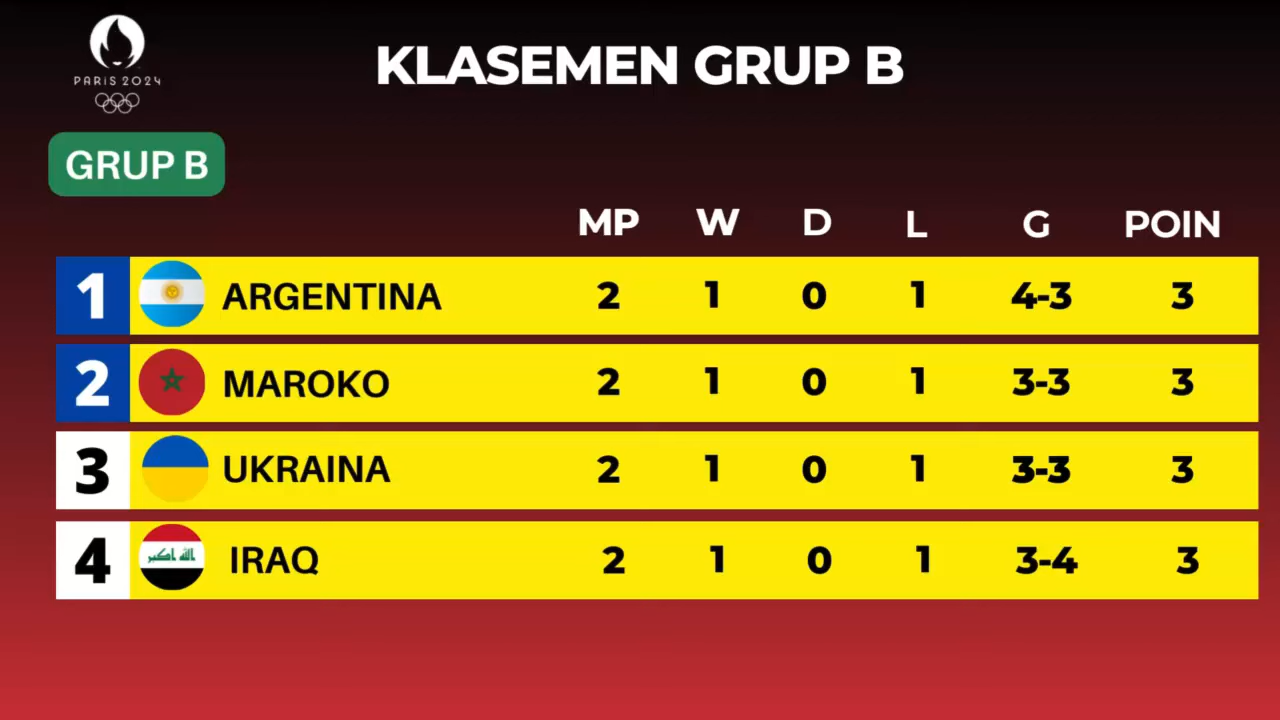 PARIS 2024
KLASEMEN GRUP B
GRUP B
MP W D L G POIN
1 ARGENTINA 2 1 0 1 4-3 3
2 MAROKO 2 1 0 1 3-3 3
3 UKRAINA 2 1 0 1 3-3 3
4 الله اكبر IRAQ 2 1 0 1 3-4 3